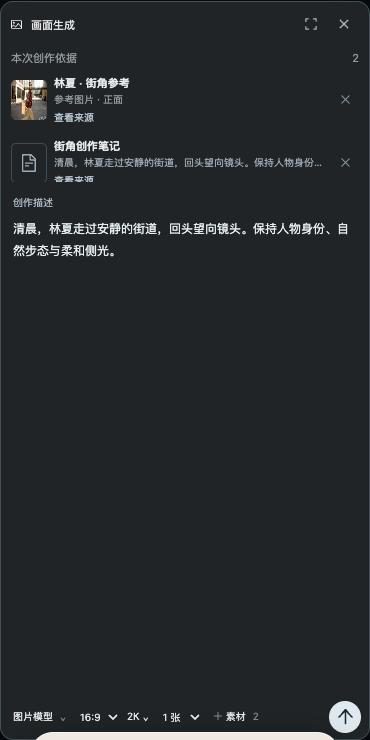 画面生成
本次创作依据 2
林夏 · 街角参考
参考图片 · 正面
查看来源
街角创作笔记
清晨，林夏走过安静的街道，回头望向镜头。保持人物身份...
查看来源
创作描述
清晨，林夏走过安静的街道，回头望向镜头。保持人物身份、自
然步态与柔和侧光。
图片模型 16:9 2K 1 张 + 素材 2